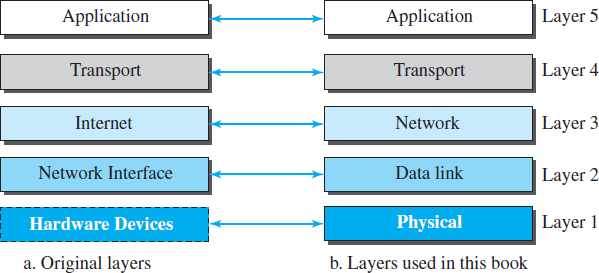 Application Application Layer 5
Transport Transport Layer 4
Internet Network Layer 3
Network Interface Data link Layer 2
Hardware Devices Physical Layer 1
a. Original layers b. Layers used in this book